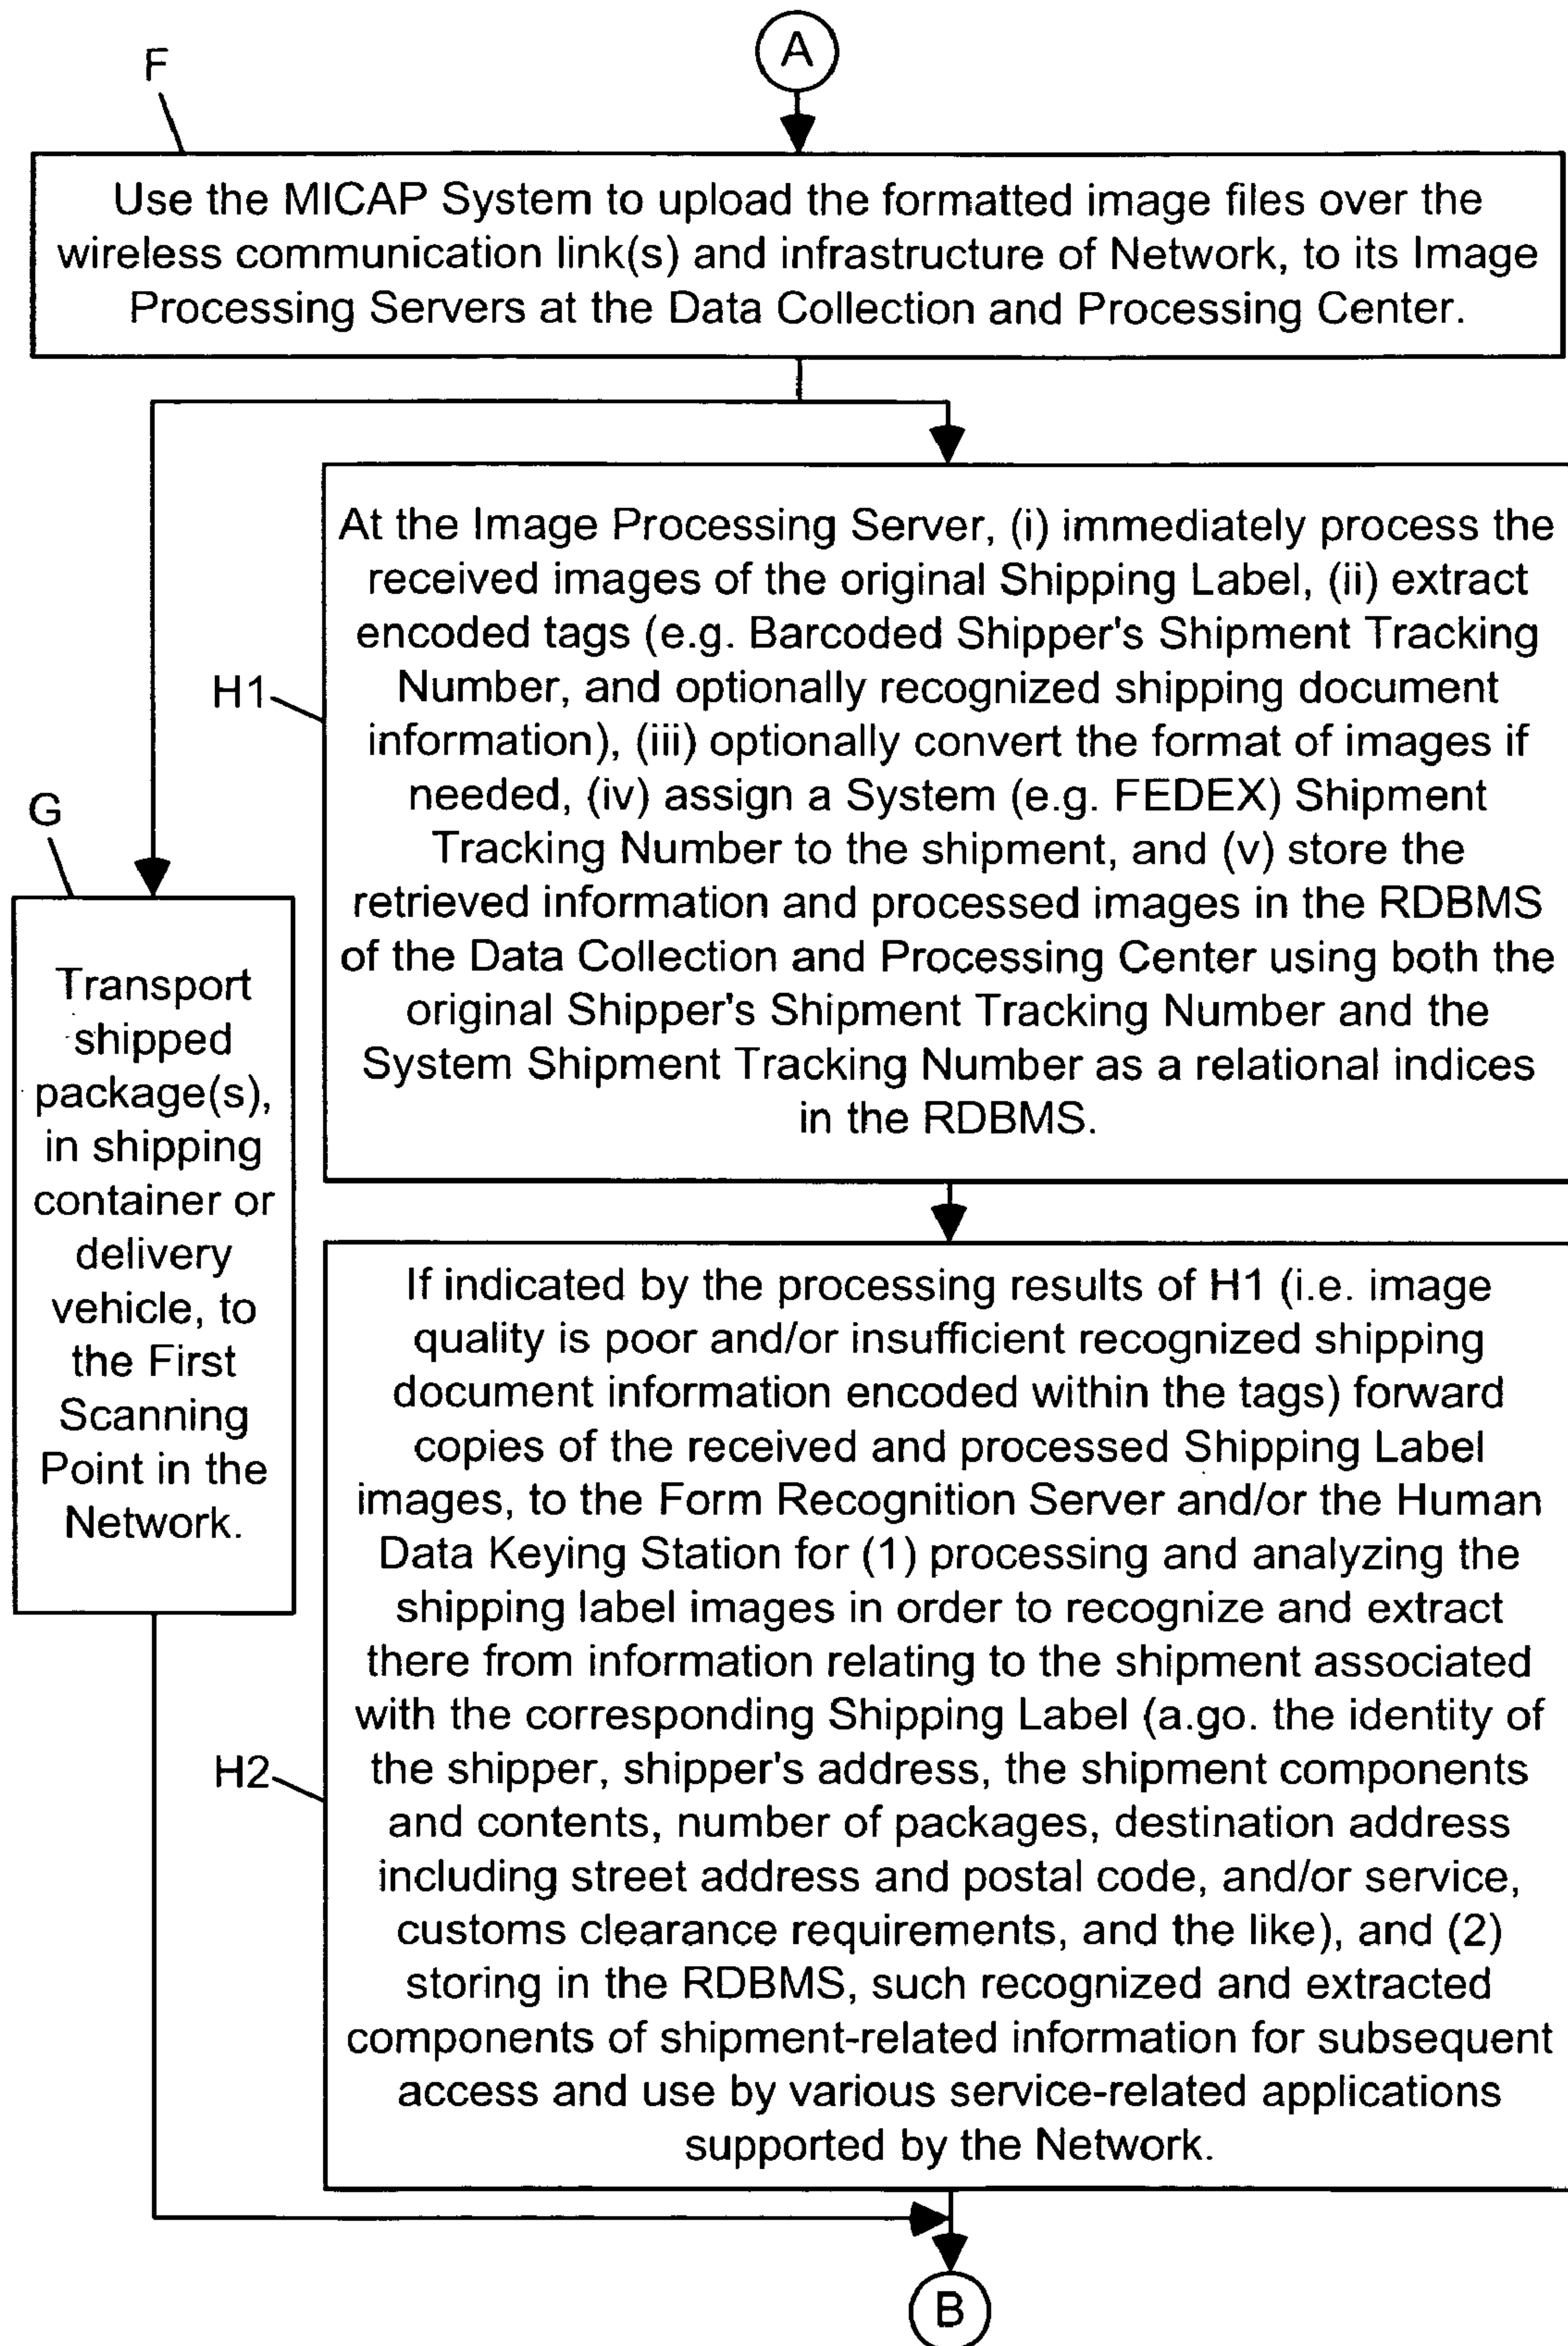 A
F
Use the MICAP System to upload the formatted image files over the
wireless communication link(s) and infrastructure of Network, to its Image
Processing Servers at the Data Collection and Processing Center.
H1
At the Image Processing Server, (i) immediately process the
received images of the original Shipping Label, (ii) extract
encoded tags (e.g. Barcoded Shipper's Shipment Tracking
Number, and optionally recognized shipping document
information), (iii) optionally convert the format of images if
needed, (iv) assign a System (e.g. FEDEX) Shipment
Tracking Number to the shipment, and (v) store the
retrieved information and processed images in the RDBMS
of the Data Collection and Processing Center using both the
original Shipper's Shipment Tracking Number and the
System Shipment Tracking Number as a relational indices
in the RDBMS.
G
Transport
shipped
package(s),
in shipping
container or
delivery
vehicle, to
the First
Scanning
Point in the
Network.
H2
If indicated by the processing results of H1 (i.e. image
quality is poor and/or insufficient recognized shipping
document information encoded within the tags) forward
copies of the received and processed Shipping Label
images, to the Form Recognition Server and/or the Human
Data Keying Station for (1) processing and analyzing the
shipping label images in order to recognize and extract
there from information relating to the shipment associated
with the corresponding Shipping Label (a.go. the identity of
the shipper, shipper's address, the shipment components
and contents, number of packages, destination address
including street address and postal code, and/or service,
customs clearance requirements, and the like), and (2)
storing in the RDBMS, such recognized and extracted
components of shipment-related information for subsequent
access and use by various service-related applications
supported by the Network.
B